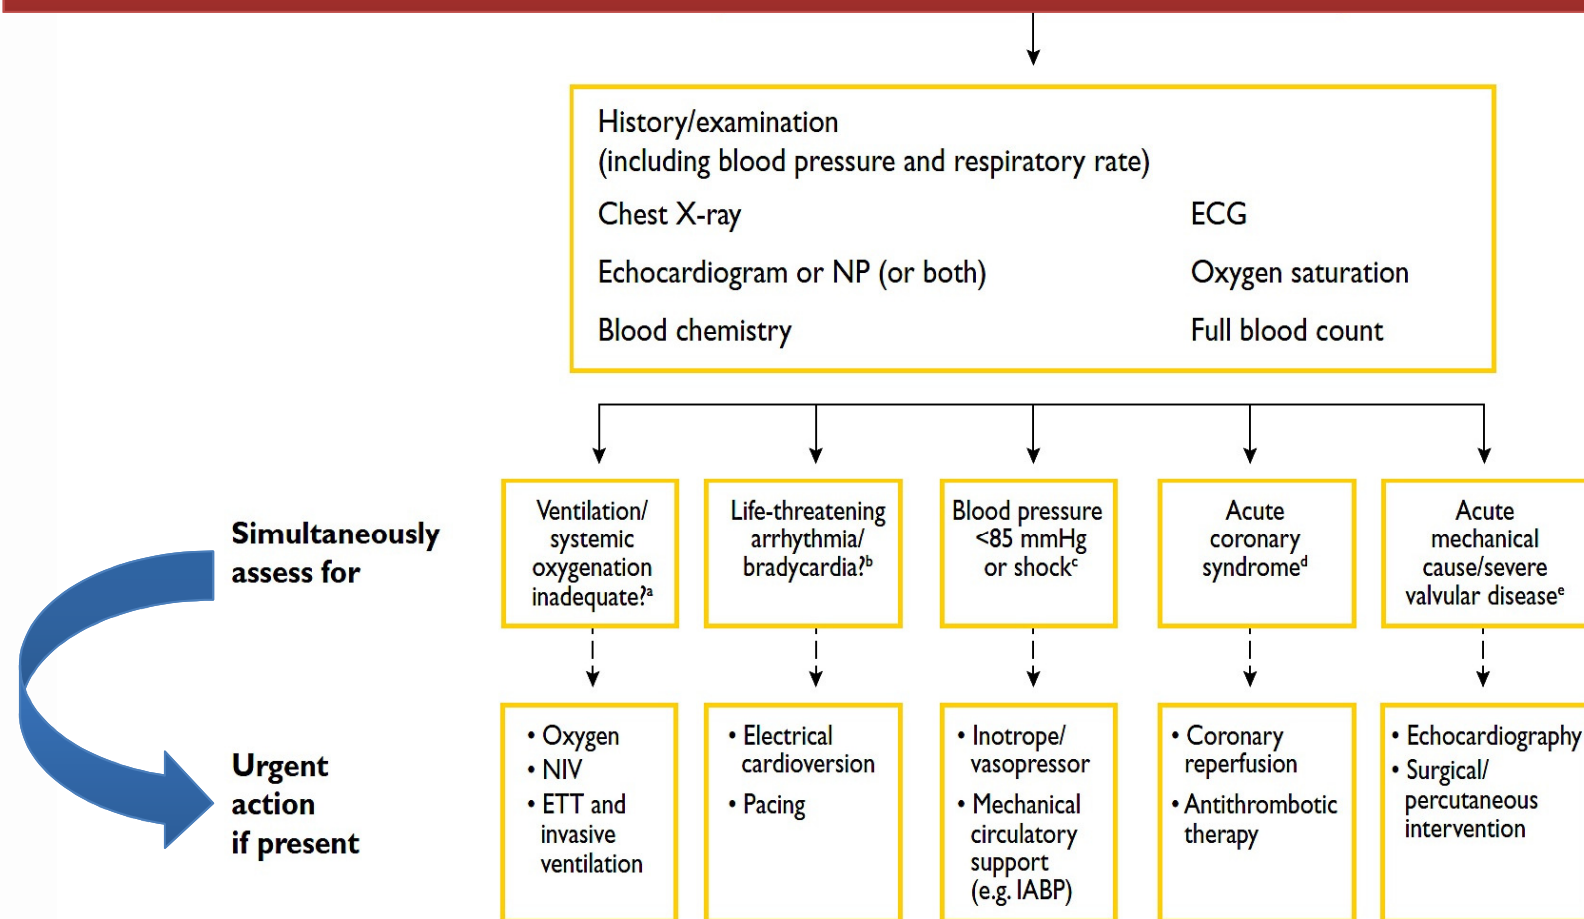 History/examination
(including blood pressure and respiratory rate)
Chest X-ray
ECG
Echocardiogram or NP (or both)
Oxygen saturation
Blood chemistry
Full blood count
Simultaneously
assess for
Ventilation/
systemic
oxygenation
inadequate?ᵃ
Life-threatening
arrhythmia/
bradycardia?ᵇ
Blood pressure
<85 mmHg
or shockᶜ
Acute
coronary
syndromeᵈ
Acute
mechanical
cause/severe
valvular diseaseᵉ
Urgent
action
if present
• Oxygen
• NIV
• ETT and
invasive
ventilation
• Electrical
cardioversion
• Pacing
• Inotrope/
vasopressor
• Mechanical
circulatory
support
(e.g. IABP)
• Coronary
reperfusion
• Antithrombotic
therapy
• Echocardiography
• Surgical/
percutaneous
intervention